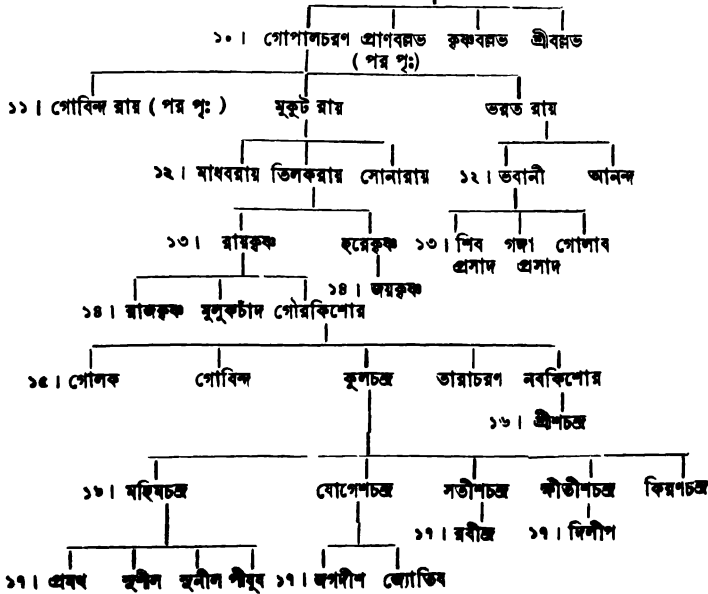 ১০। গোপালচরণ প্রাণবল্লভ কৃষ্ণবল্লভ শ্রীবল্লভ
( পর পৃঃ )
১১। গোবিন্দ রায় ( পর পৃঃ ) মুকুট রায় ভরত রায়
১২। মাধবরায় তিলকরায় সোনারায় ১২। ভবানী আনন্দ
১৩। রামকৃষ্ণ হরেকৃষ্ণ ১৩। শিব গঙ্গা গোলাব
প্রসাদ প্রসাদ
১৪। জয়কৃষ্ণ
১৪। রাজকৃষ্ণ মুলুকচাঁদ গৌরকিশোর
১৫। গোলক গোবিন্দ কুলচন্দ্র তারাচরণ নবকিশোর
১৬। শ্রীশচন্দ্র
১৬। মহিমচন্দ্র যোগেশচন্দ্র সতীশচন্দ্র ক্ষীতীশচন্দ্র কিরণচন্দ্র
১৭। রবীন্দ্র ১৭। দিলীপ
১৭। প্রমথ সুশীল সুনীল পীযুষ ১৭। জগদীশ জ্যোতিষ